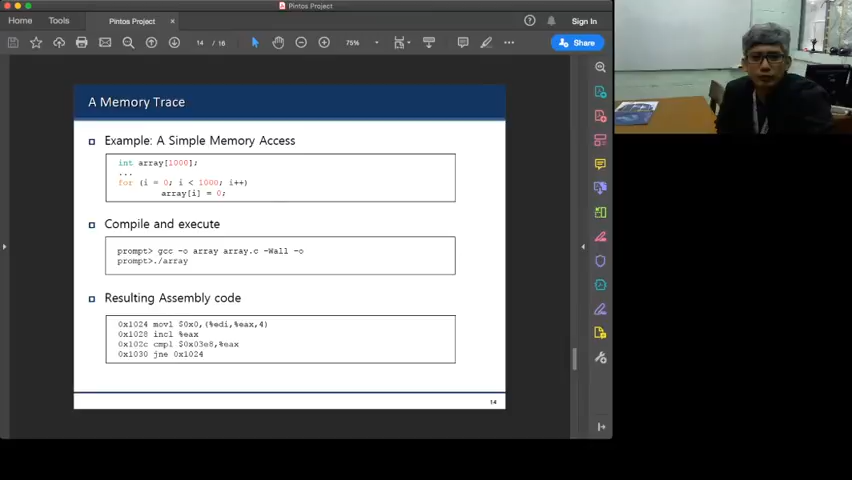 Pintos Project
Home
Tools
Pintos Project
×
Sign In
14 / 16
75%
Share
A Memory Trace
Example: A Simple Memory Access
int array[1000];
...
for (i = 0; i < 1000; i++)
array[i] = 0;
Compile and execute
prompt> gcc -o array array.c -Wall -o
prompt>./array
Resulting Assembly code
0x1024 movl $0x0,(%edi,%eax,4)
0x1028 incl %eax
0x102c cmpl $0x03e8,%eax
0x1030 jne 0x1024
14